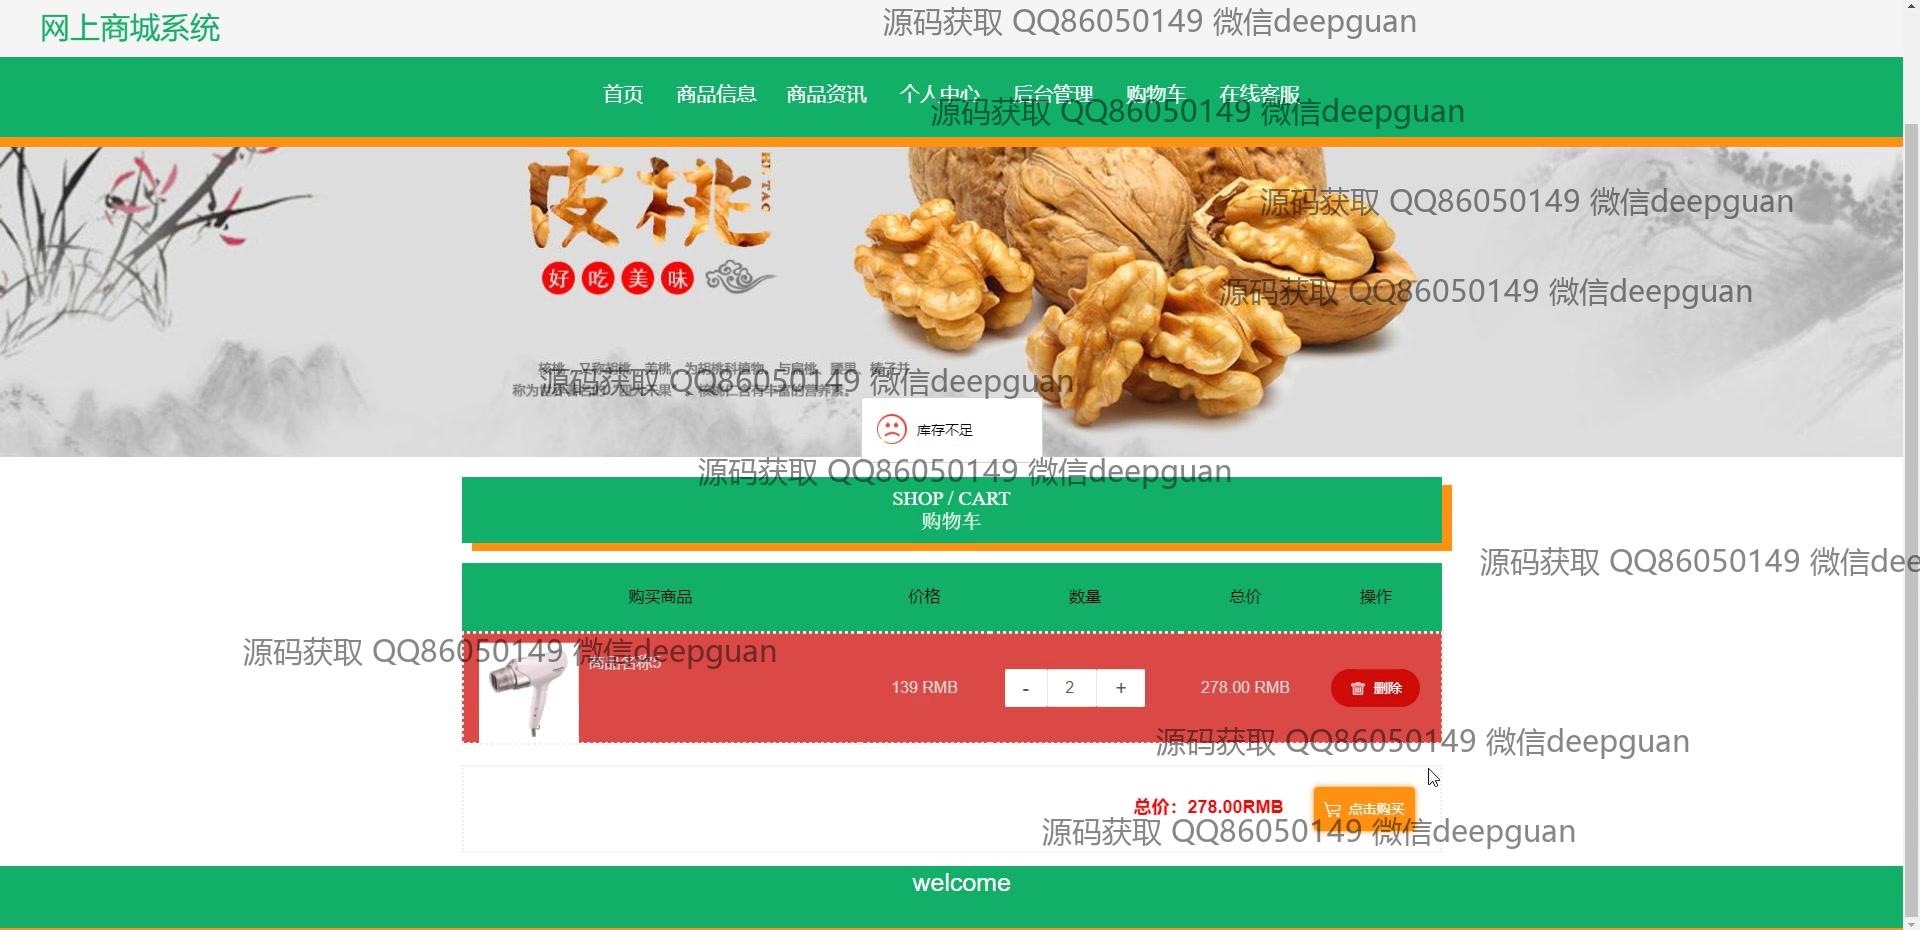 网上商城系统
源码获取 QQ86050149 微信deepguan
首页 商品信息 商品资讯 个人中心 后台管理 购物车 在线客服
源码获取 QQ86050149 微信deepguan
皮桃
好吃美味
源码获取 QQ86050149 微信deepguan
源码获取 QQ86050149 微信deepguan
源码获取 QQ86050149 微信deepguan
库存不足
源码获取 QQ86050149 微信deepguan
SHOP / CART
购物车
源码获取 QQ86050149 微信dee
购买商品 价格 数量 总价 操作
源码获取 QQ86050149 微信deepguan
商品名称5
139 RMB - 2 + 278.00 RMB 删除
源码获取 QQ86050149 微信deepguan
总价：278.00RMB 点击购买
源码获取 QQ86050149 微信deepguan
welcome